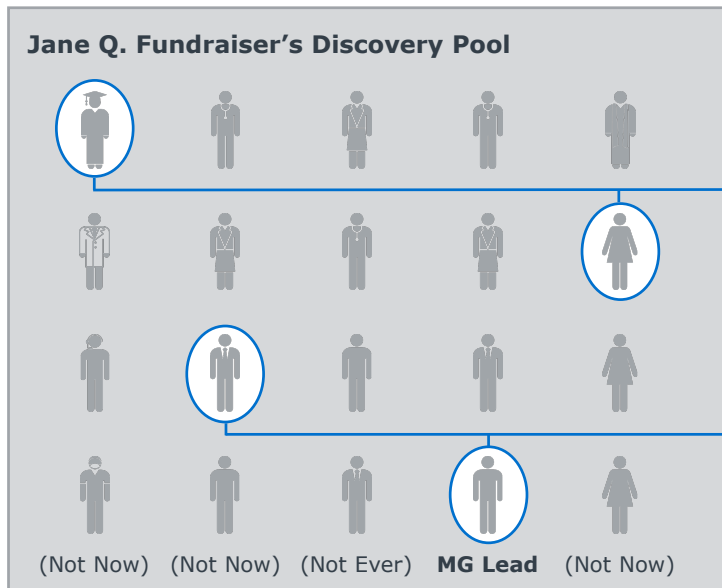 Jane Q. Fundraiser’s Discovery Pool
(Not Now) (Not Now) (Not Ever) MG Lead (Not Now)